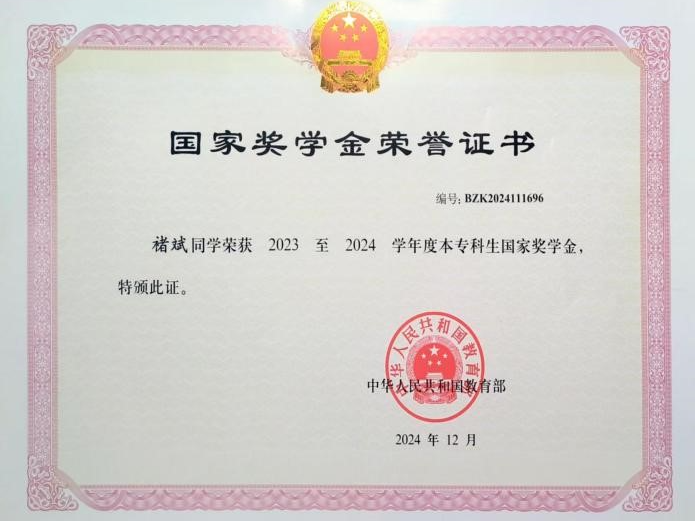 国家奖学金荣誉证书
编号: BZK2024111696
褚斌同学荣获 2023 至 2024 学年度本专科生国家奖学金,
特颁此证。
中华人民共和国教育部
中华人民共和国教育部
2024 年 12 月